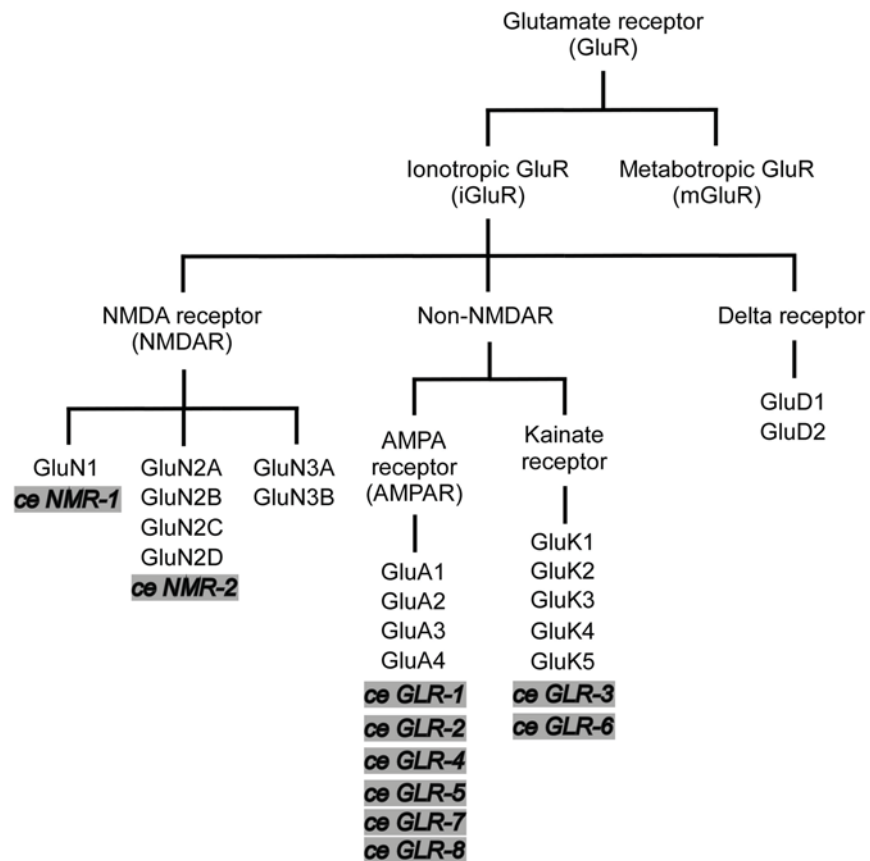 Glutamate receptor
(GluR)
Ionotropic GluR
(iGluR)
Metabotropic GluR
(mGluR)
NMDA receptor
(NMDAR)
Non-NMDAR
Delta receptor
GluN1
ce NMR-1
GluN2A
GluN2B
GluN2C
GluN2D
ce NMR-2
GluN3A
GluN3B
AMPA
receptor
(AMPAR)
GluA1
GluA2
GluA3
GluA4
ce GLR-1
ce GLR-2
ce GLR-4
ce GLR-5
ce GLR-7
ce GLR-8
Kainate
receptor
GluK1
GluK2
GluK3
GluK4
GluK5
ce GLR-3
ce GLR-6
GluD1
GluD2